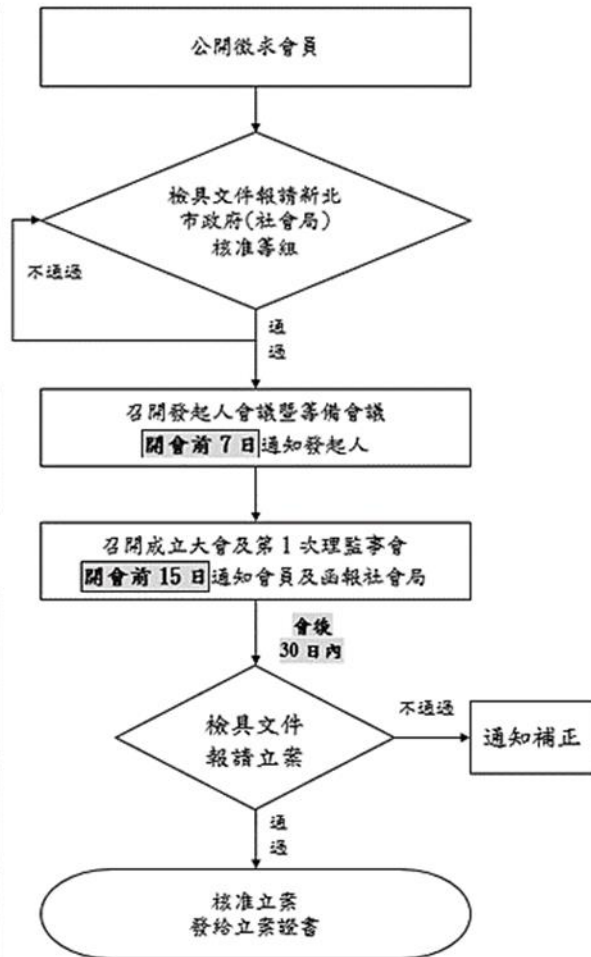 公開徵求會員
檢具文件報請新北
市政府(社會局)
核准籌組
不通過
通
過
召開發起人會議暨籌備會議
開會前 7 日通知發起人
召開成立大會及第 1 次理監事會
開會前 15 日通知會員及函報社會局
會後
30 日內
檢具文件
報請立案
不通過
通知補正
通
過
核准立案
發給立案證書